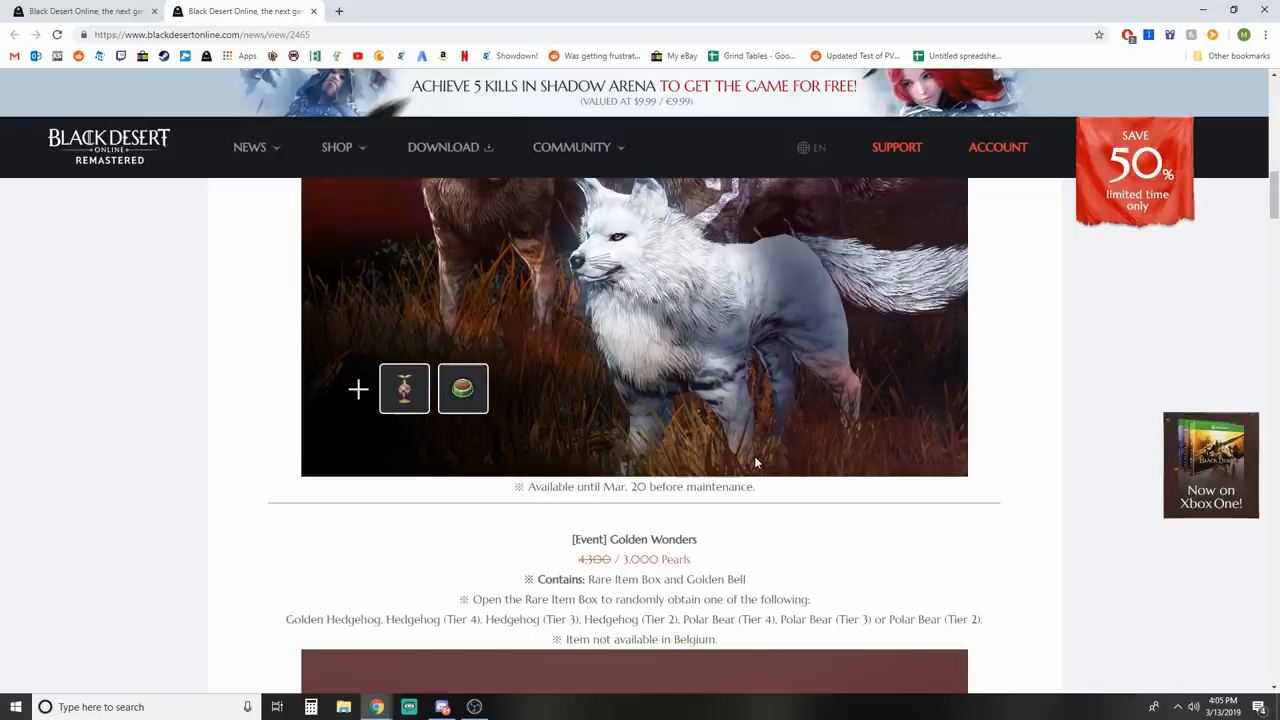 Black Desert Online, the next ge
Black Desert Online, the next ge
https://www.blackdesertonline.com/news/view/2465
Apps
Showdown!
Was getting frustrat...
My eBay
Grind Tables - Goo...
Updated Test of PV...
Untitled spreadshe...
Other bookmarks
ACHIEVE 5 KILLS IN SHADOW ARENA TO GET THE GAME FOR FREE!
(VALUED AT $9.99 / €9.99)
BLACK DESERT
ONLINE
REMASTERED
NEWS
SHOP
DOWNLOAD
COMMUNITY
EN
SUPPORT
ACCOUNT
SAVE
50%
limited time
only
※ Available until Mar. 20 before maintenance.
[Event] Golden Wonders
4,300 / 3,000 Pearls
※ Contains: Rare Item Box and Golden Bell
※ Open the Rare Item Box to randomly obtain one of the following:
Golden Hedgehog, Hedgehog (Tier 4), Hedgehog (Tier 3), Hedgehog (Tier 2), Polar Bear (Tier 4), Polar Bear (Tier 3) or Polar Bear (Tier 2).
※ Item not available in Belgium.
BLACK DESERT
Now on
Xbox One!
Type here to search
4:05 PM
3/13/2019